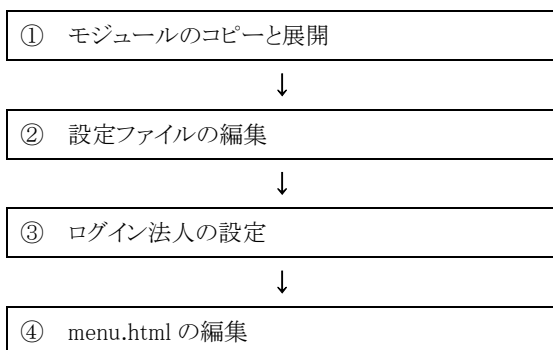 ① モジュールのコピーと展開
↓
② 設定ファイルの編集
↓
③ ログイン法人の設定
↓
④ menu.html の編集